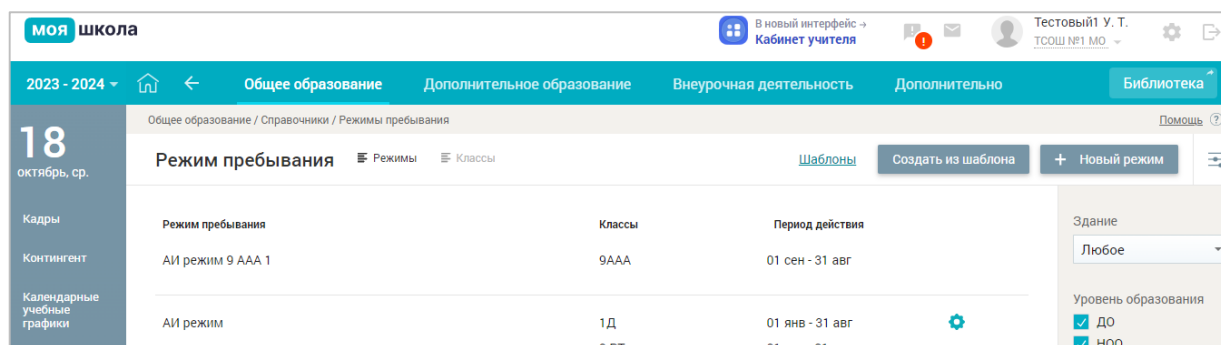 моя школа
В новый интерфейс →
Кабинет учителя
Тестовый1 У. Т.
ТСОШ №1 МО
2023 - 2024
Общее образование
Дополнительное образование
Внеурочная деятельность
Дополнительно
Библиотека
18
октябрь, ср.
Общее образование / Справочники / Режимы пребывания
Помощь
Режим пребывания
Режимы
Классы
Шаблоны
Создать из шаблона
+ Новый режим
Кадры
Контингент
Календарные
учебные
графики
Режим пребывания Классы Период действия
АИ режим 9 ААА 1 9ААА 01 сен - 31 авг
АИ режим 1Д 01 янв - 31 авг
Здание
Любое
Уровень образования
ДО
НОО